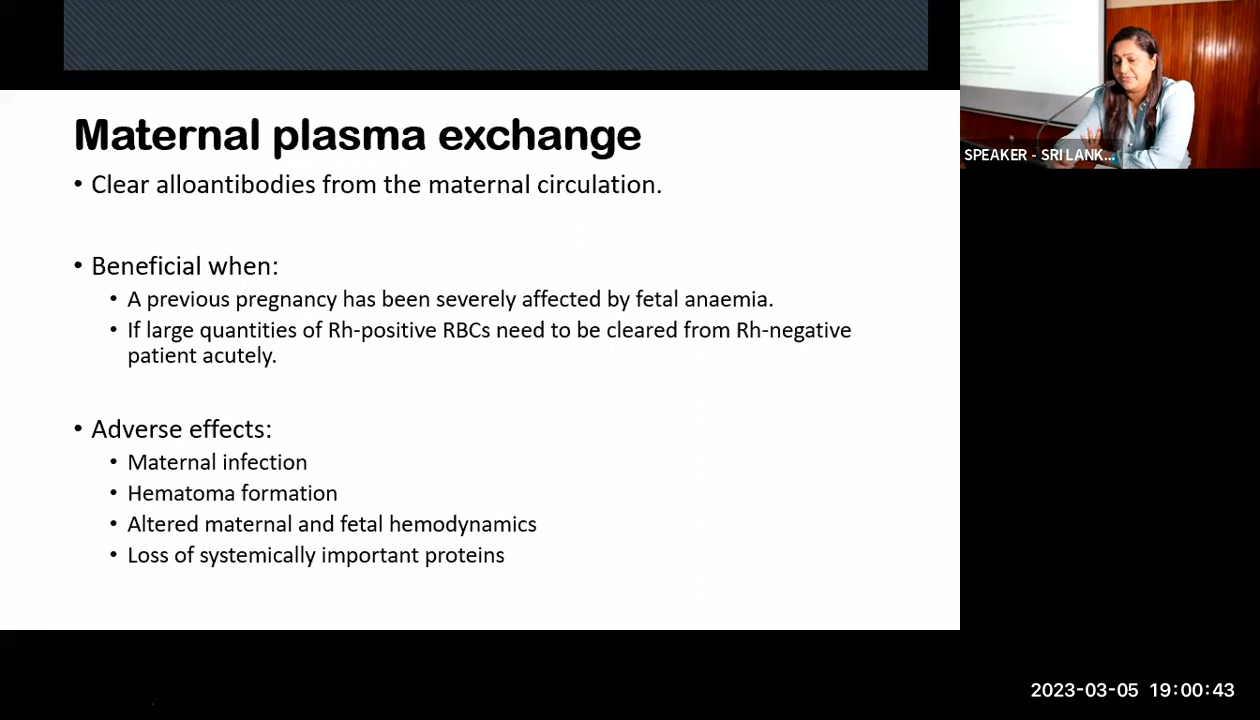 Maternal plasma exchange
• Clear alloantibodies from the maternal circulation.
• Beneficial when:
• A previous pregnancy has been severely affected by fetal anaemia.
• If large quantities of Rh-positive RBCs need to be cleared from Rh-negative
patient acutely.
• Adverse effects:
• Maternal infection
• Hematoma formation
• Altered maternal and fetal hemodynamics
• Loss of systemically important proteins
SPEAKER - SRI LANK...
2023-03-05 19:00:43